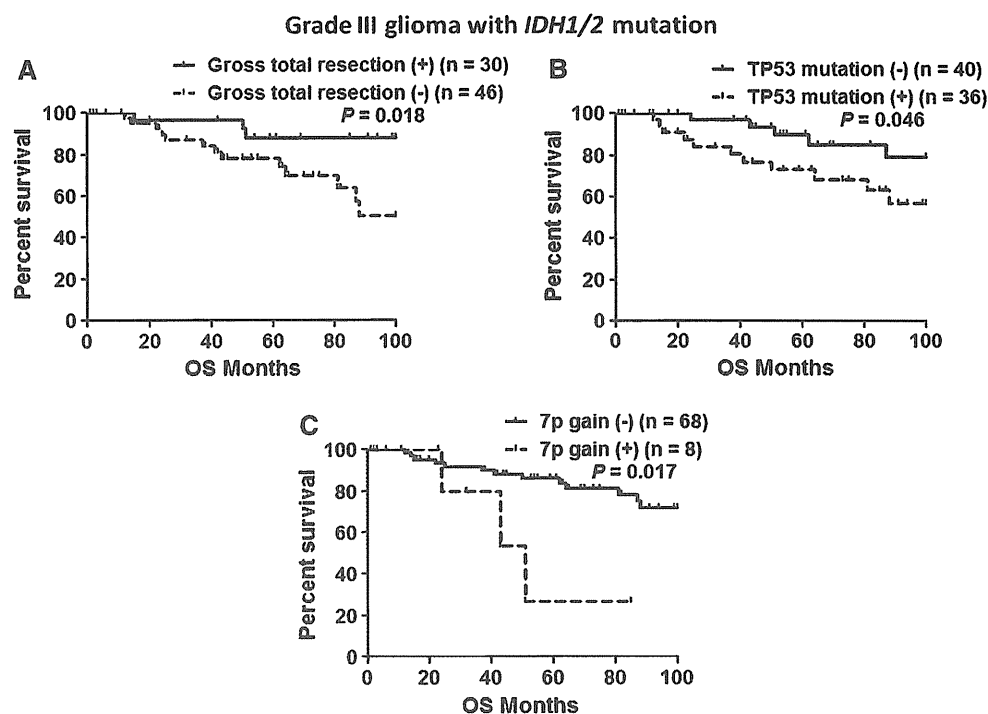 Grade III glioma with IDH1/2 mutation
A
Gross total resection (+) (n = 30)
Gross total resection (-) (n = 46)
P = 0.018
100
80
60
40
20
0
Percent survival
0 20 40 60 80 100
OS Months
B
TP53 mutation (-) (n = 40)
TP53 mutation (+) (n = 36)
P = 0.046
100
80
60
40
20
0
Percent survival
0 20 40 60 80 100
OS Months
C
7p gain (-) (n = 68)
7p gain (+) (n = 8)
P = 0.017
100
80
60
40
20
0
Percent survival
0 20 40 60 80 100
OS Months